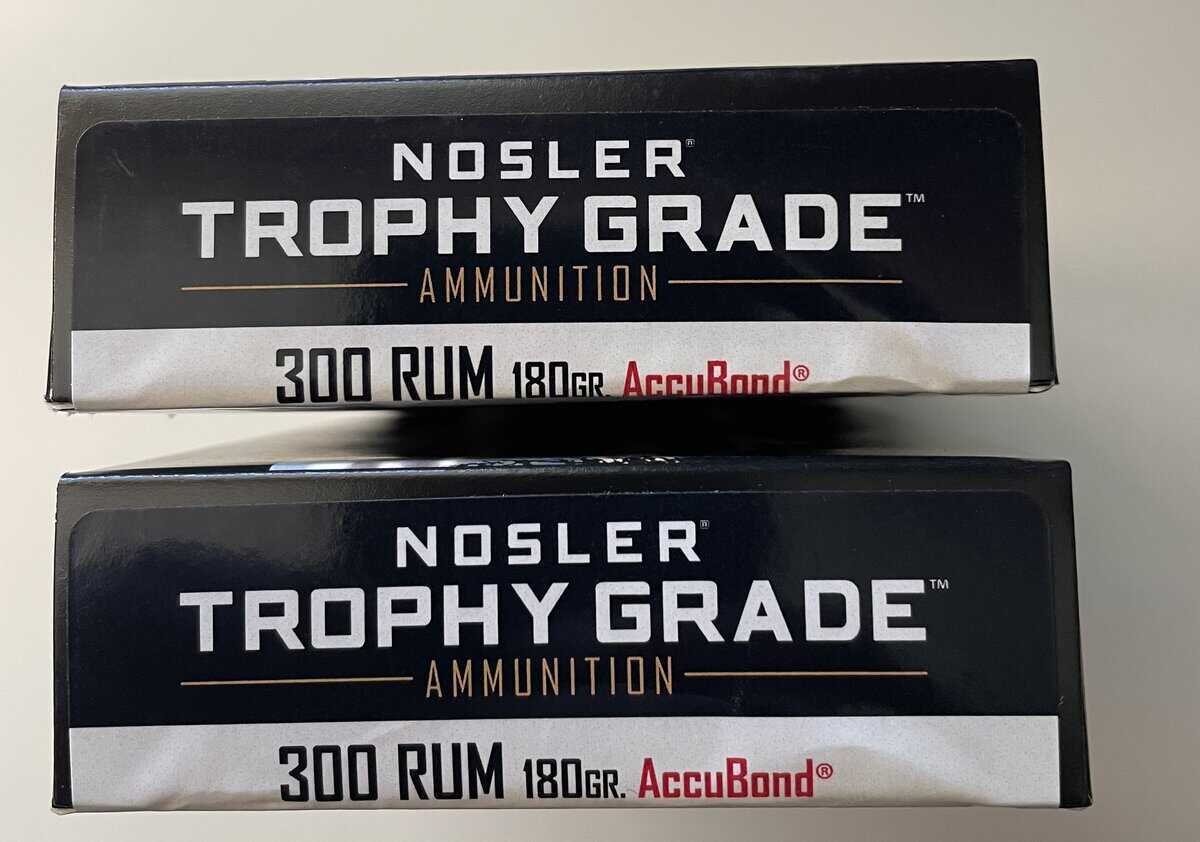 NOSLER®
TROPHY GRADE™
AMMUNITION
300 RUM 180GR. AccuBond®
NOSLER®
TROPHY GRADE™
AMMUNITION
300 RUM 180GR. AccuBond®